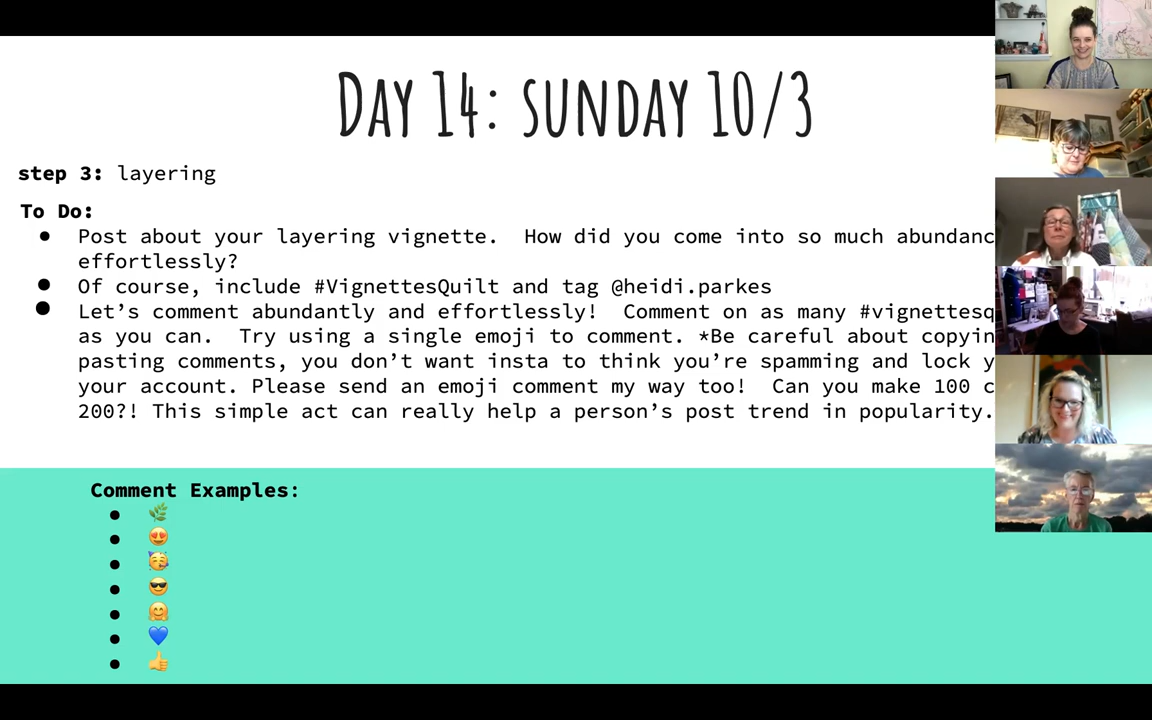 Day 14: Sunday 10/3
step 3: layering
To Do:
Post about your layering vignette. How did you come into so much abundanc
effortlessly?
Of course, include #VignettesQuilt and tag @heidi.parkes
Let’s comment abundantly and effortlessly! Comment on as many #vignettesq
as you can. Try using a single emoji to comment. *Be careful about copyin
pasting comments, you don’t want insta to think you’re spamming and lock y
your account. Please send an emoji comment my way too! Can you make 100 c
200?! This simple act can really help a person’s post trend in popularity.
Comment Examples:
🌿
😍
🥳
😎
🤗
💙
👍